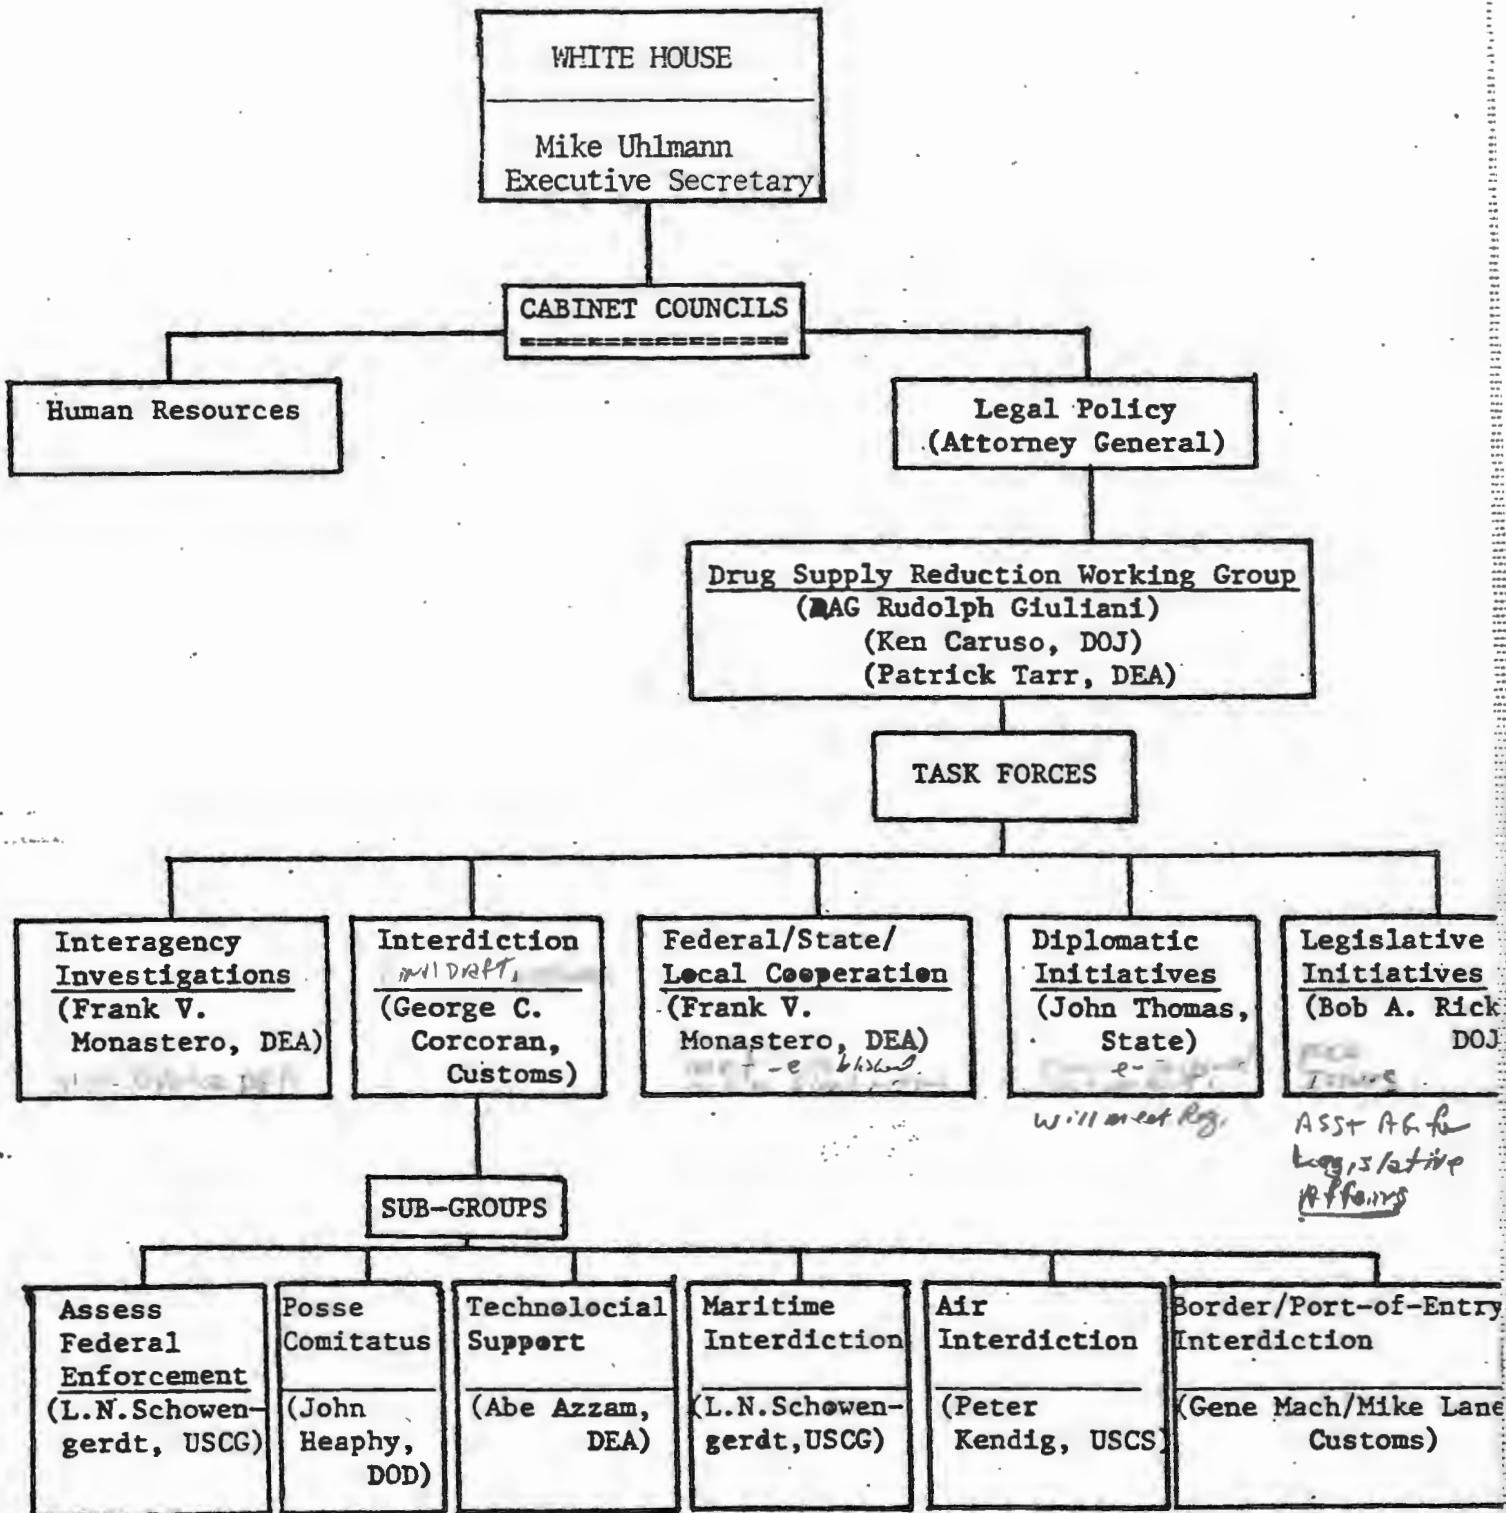 WHITE HOUSE
Mike Uhlmann
Executive Secretary
CABINET COUNCILS
================
Human Resources
Legal Policy
(Attorney General)
Drug Supply Reduction Working Group
(AG Rudolph Giuliani)
(Ken Caruso, DOJ)
(Patrick Tarr, DEA)
TASK FORCES
Interagency
Investigations
(Frank V.
Monastero, DEA)
Interdiction
Draft
(George C.
Corcoran,
Customs)
Federal/State/
Local Cooperation
(Frank V.
Monastero, DEA)
Diplomatic
Initiatives
(John Thomas,
State)
will meet Reg.
Legislative
Initiatives
(Bob A. Rick
DOJ
ASST AG for
Legislative
Affairs
SUB-GROUPS
Assess
Federal
Enforcement
(L.N.Schowen-
gerdt, USCG)
Posse
Comitatus
(John
Heaphy,
DOD)
Technolocial
Support
(Abe Azzam,
DEA)
Maritime
Interdiction
(L.N.Schowen-
gerdt,USCG)
Air
Interdiction
(Peter
Kendig, USCS)
Border/Port-of-Entry
Interdiction
(Gene Mach/Mike Lane
Customs)